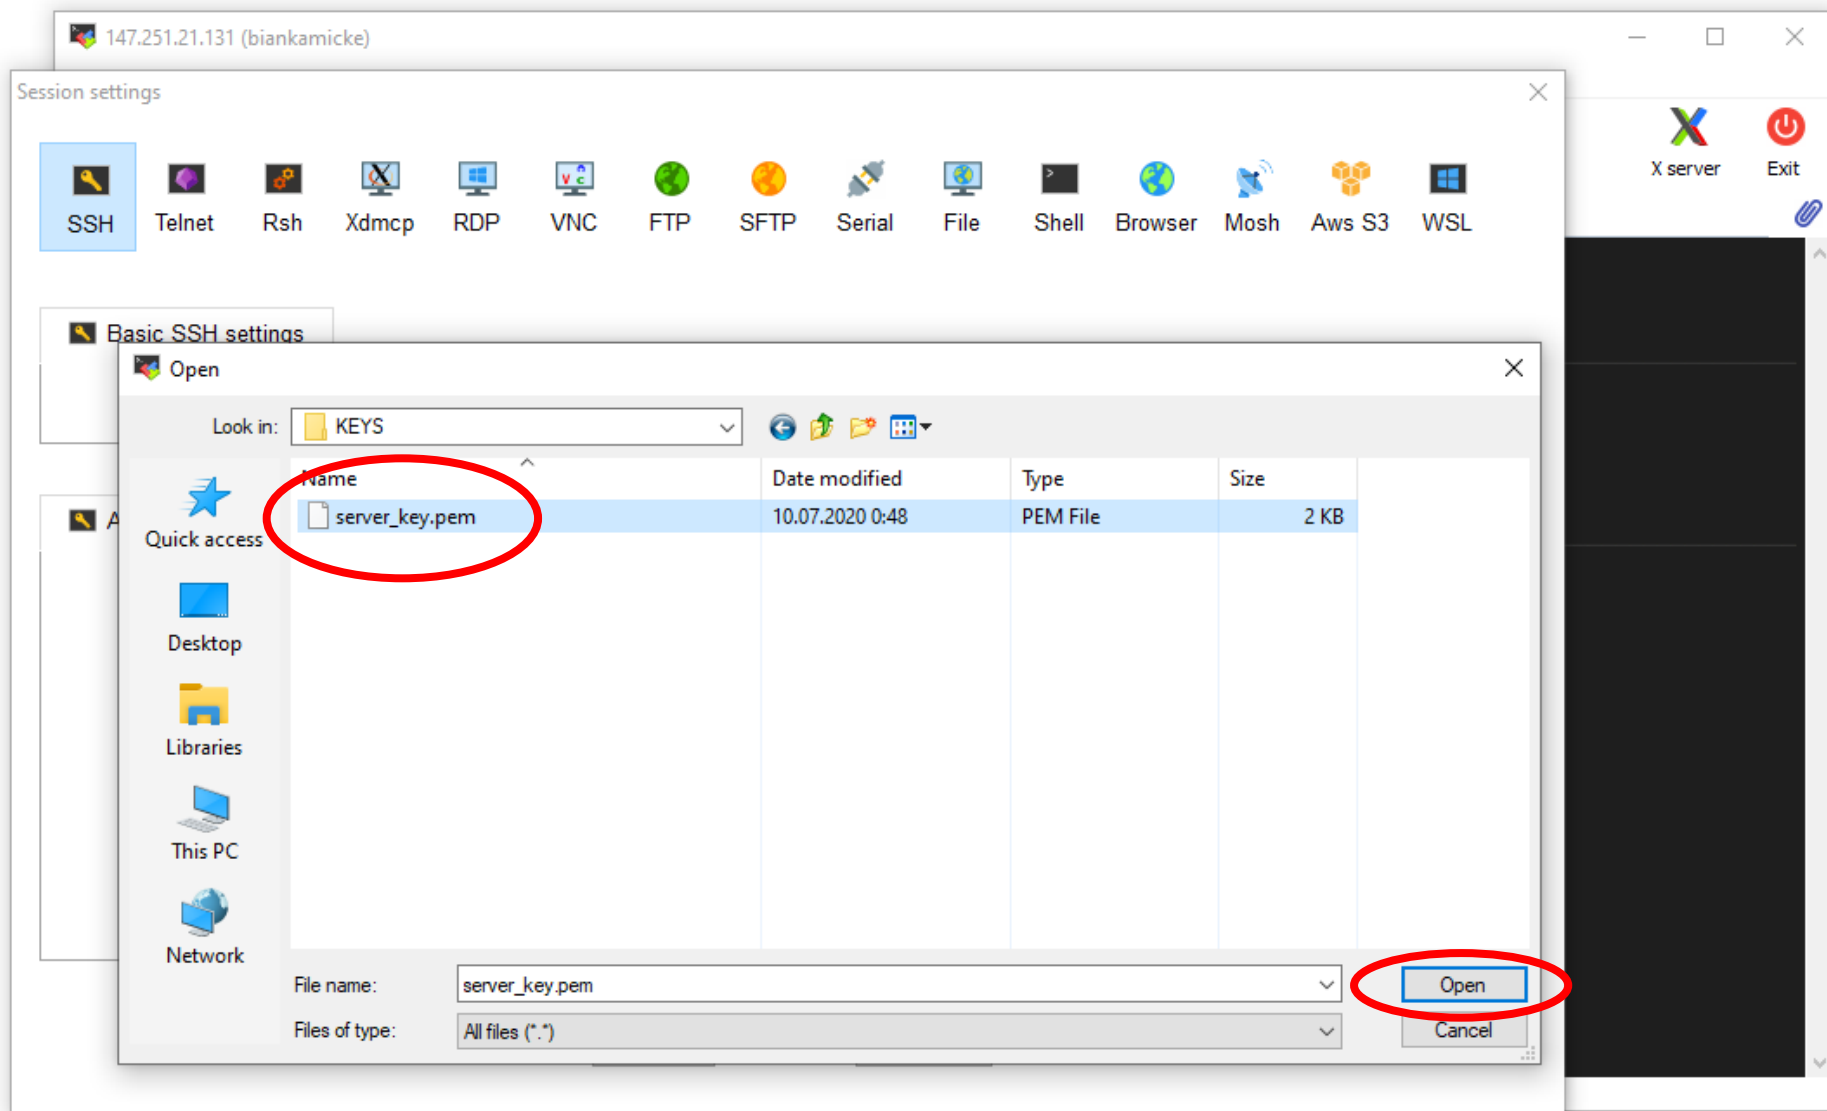 147.251.21.131 (biankamicke)
Session settings
X server
Exit
SSH
Telnet
Rsh
Xdmcp
RDP
VNC
FTP
SFTP
Serial
File
Shell
Browser
Mosh
Aws S3
WSL
Basic SSH settings
Open
Look in:
KEYS
Name
Date modified
Type
Size
server_key.pem
10.07.2020 0:48
PEM File
2 KB
A
Quick access
Desktop
Libraries
This PC
Network
File name:
server_key.pem
Open
Files of type:
All files (*.*)
Cancel